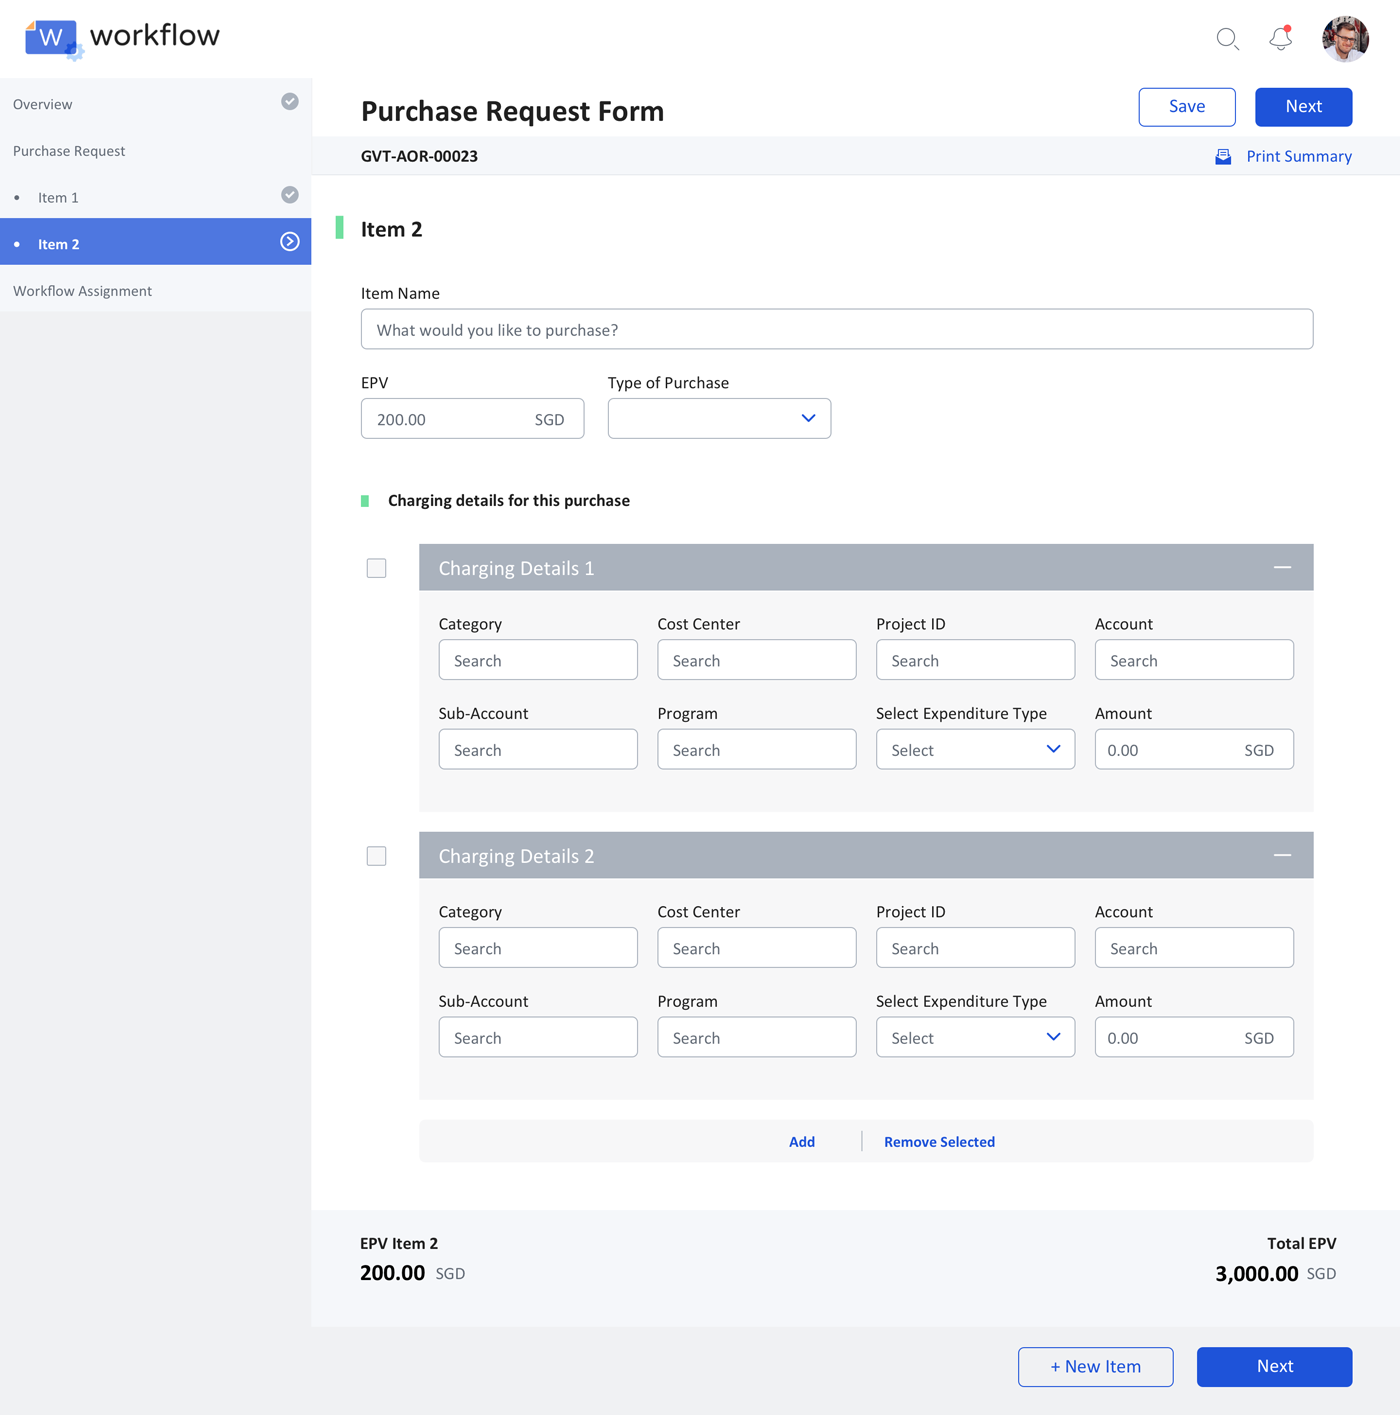 W workflow
Overview
Purchase Request
• Item 1
• Item 2
Workflow Assignment
Purchase Request Form
Save
Next
GVT-AOR-00023
Print Summary
Item 2
Item Name
What would you like to purchase?
EPV
Type of Purchase
200.00 SGD
Charging details for this purchase
Charging Details 1
Category Cost Center Project ID Account
Search Search Search Search
Sub-Account Program Select Expenditure Type Amount
Search Search Select 0.00 SGD
Charging Details 2
Category Cost Center Project ID Account
Search Search Search Search
Sub-Account Program Select Expenditure Type Amount
Search Search Select 0.00 SGD
Add Remove Selected
EPV Item 2
200.00 SGD
Total EPV
3,000.00 SGD
+ New Item
Next